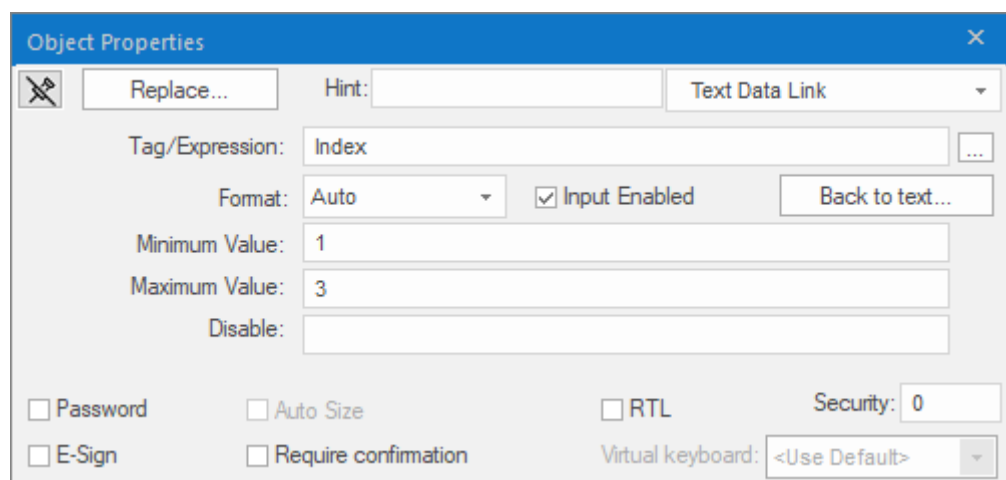 Object Properties
Replace... Hint: Text Data Link
Tag/Expression: Index ...
Format: Auto Input Enabled Back to text...
Minimum Value: 1
Maximum Value: 3
Disable:
Password Auto Size RTL Security: 0
E-Sign Require confirmation Virtual keyboard: <Use Default>